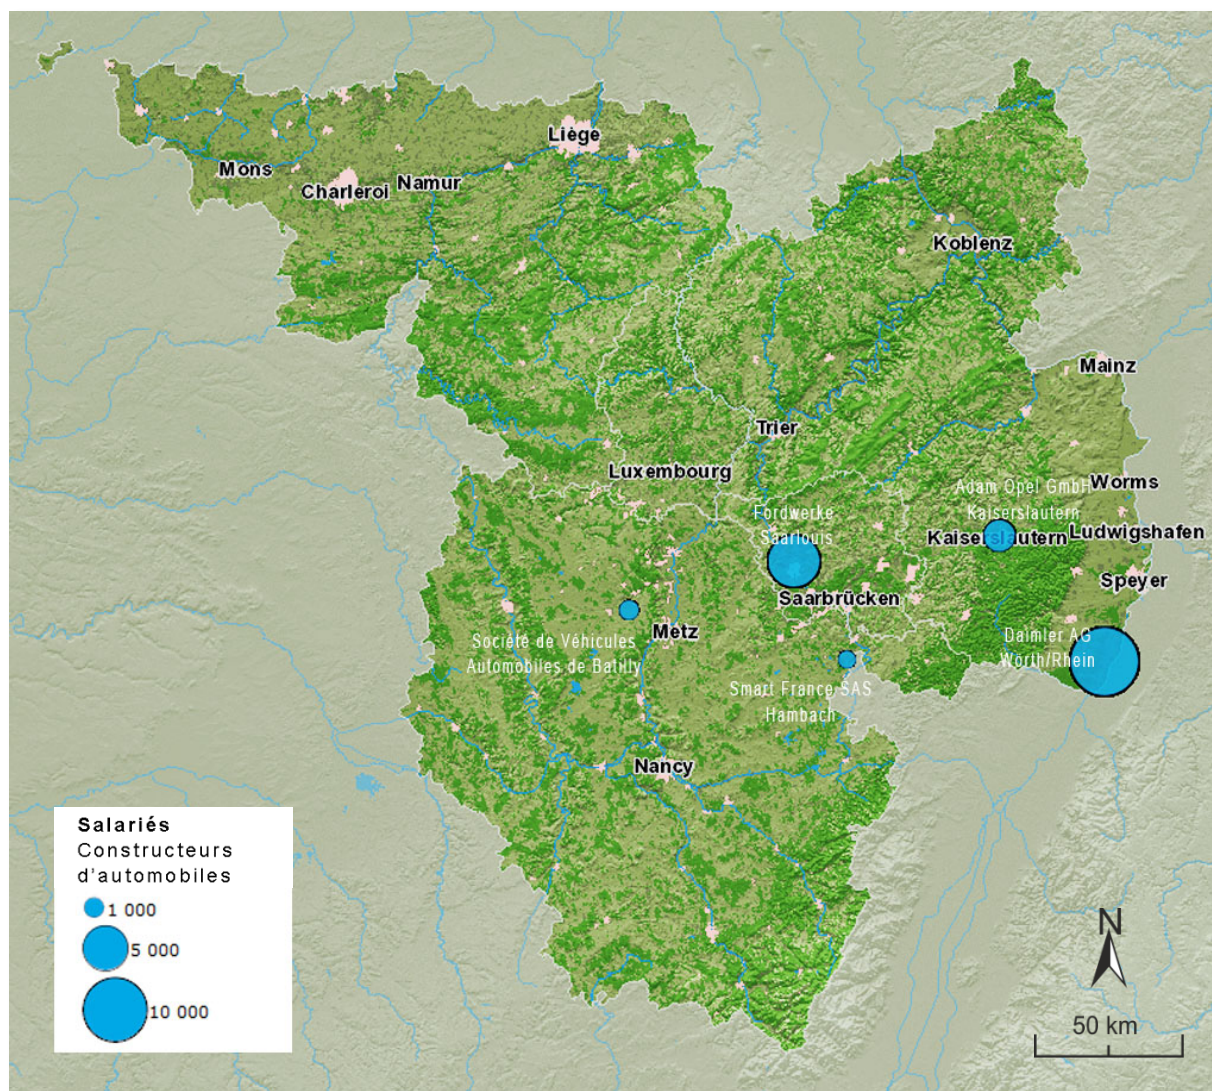 Liège
Mons
Charleroi
Namur
Koblenz
Mainz
Trier
Luxembourg
Worms
Adam Opel GmbH
Kaiserslautern
Fordwerke
Saarlouis
Kaiserslautern
Ludwigshafen
Speyer
Saarbrücken
Metz
Société de Véhicules
Automobiles de Batilly
Daimler AG
Wörth/Rhein
Smart France SAS
Hambach
Nancy
Salariés
Constructeurs
d'automobiles
1 000
5 000
10 000
N
50 km